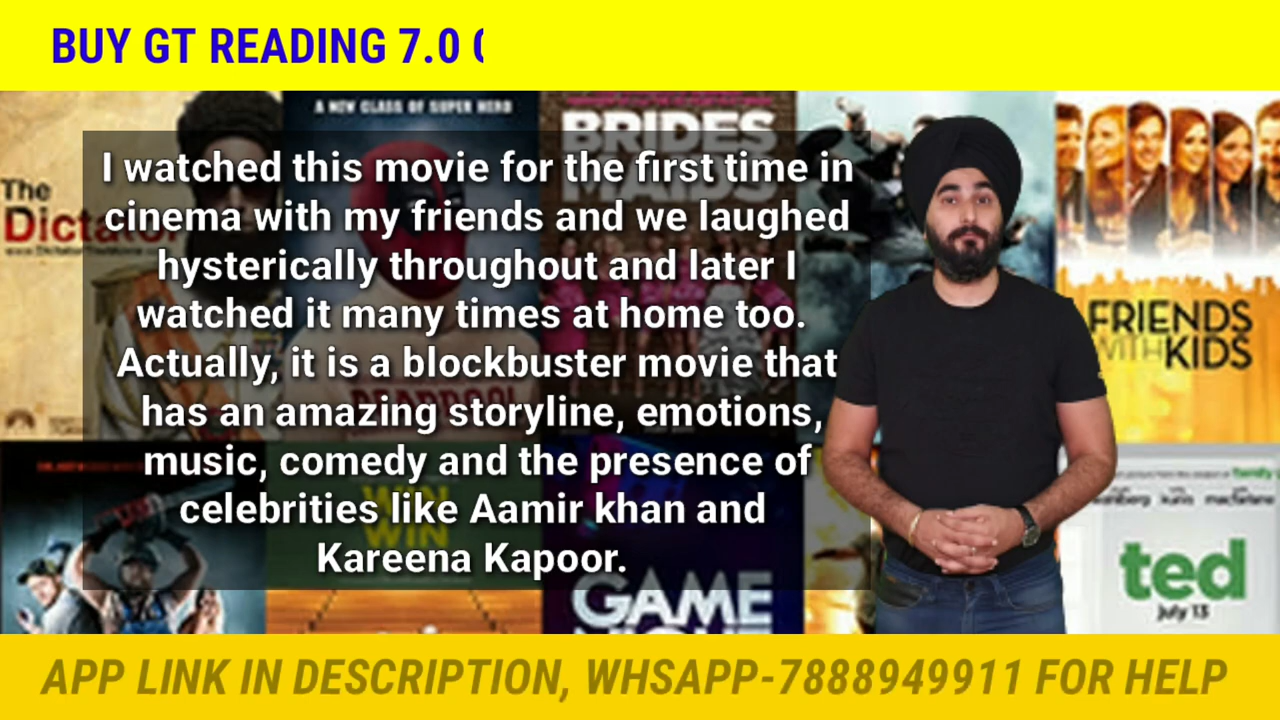 BUY GT READING 7.0
A NEW CLASS OF SUPER HERO
BRIDES
MAIDS
The
Dictator
I watched this movie for the first time in
cinema with my friends and we laughed
hysterically throughout and later I
watched it many times at home too.
Actually, it is a blockbuster movie that
has an amazing storyline, emotions,
music, comedy and the presence of
celebrities like Aamir khan and
Kareena Kapoor.
FRIENDS
WITH KIDS
DEADPOOL
WIN
WIN
GAME
NIGHT
ted
July 13
APP LINK IN DESCRIPTION, WHSAPP-7888949911 FOR HELP